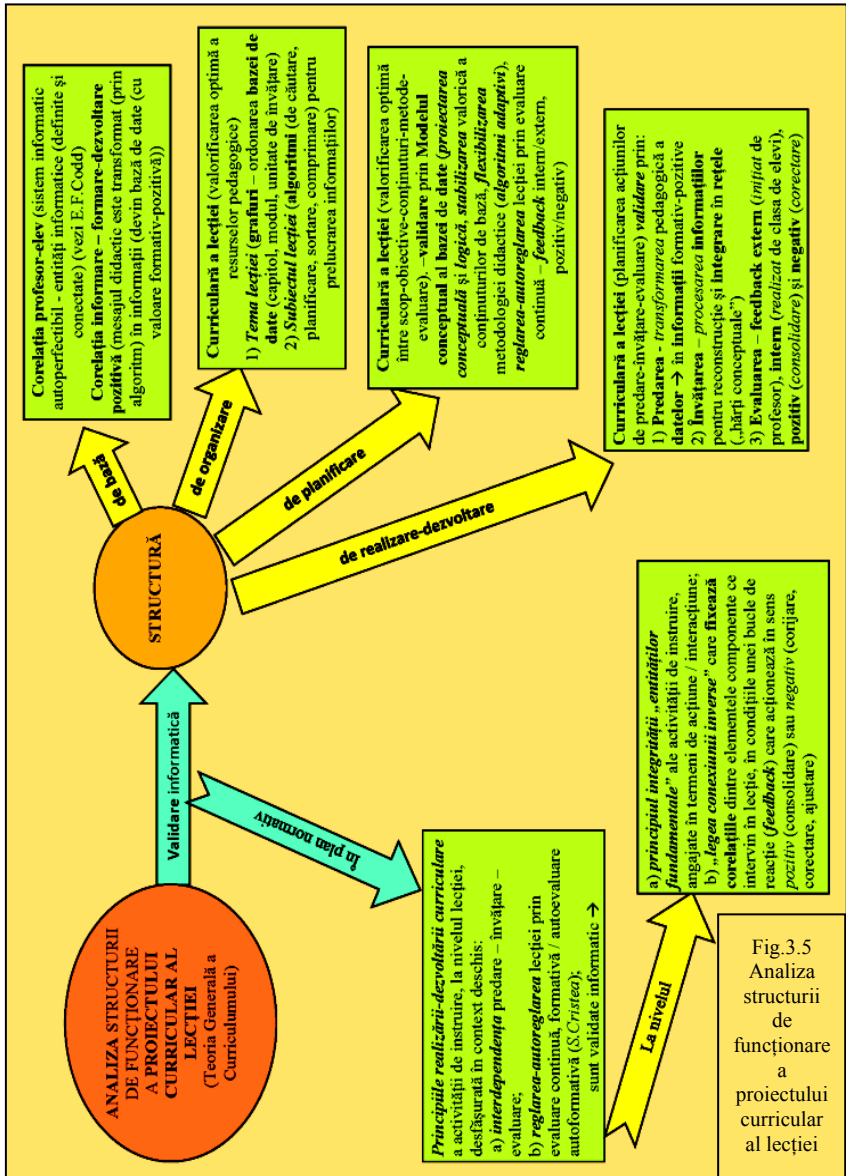 ANALIZA STRUCTURII
DE FUNCȚIONARE
A PROIECTULUI
CURRICULAR AL
LECȚIEI
(Teoria Generală a
Curriculumului)
Validare informatică
În plan normativ
STRUCTURĂ
de bază
de organizare
de planificare
de realizare-dezvoltare
Corelația profesor-elev (sistem informatic
autoperfectibil - entități informatice (definite și
conectate) (vezi E.F.Codd)
Corelația informare – formare-dezvoltare
pozitivă (mesajul didactic este transformat (prin
algoritm) în informații (devin bază de date (cu
valoare formativ-pozitivă))
Curriculară a lecției (valorificarea optimă a
resurselor pedagogice)
1) Tema lecției (grafuri – ordonarea bazei de
date (capitol, modul, unitate de învățare)
2) Subiectul lecției (algoritmi (de căutare,
planificare, sortare, comprimare) pentru
prelucrarea informațiilor)
Curriculară a lecției (valorificarea optimă
între scop-obiective-conținuturi-metode-
evaluare), –validare prin Modelul
conceptual al bazei de date (proiectarea
conceptuală și logică, stabilizarea valorică a
conținuturilor de bază, flexibilizarea
metodologiei didactice (algoritmi adaptivi),
reglarea-autoreglarea lecției prin evaluare
continuă – feedback intern/extern,
pozitiv/negativ)
Curriculară a lecției (planificarea acțiunilor
de predare-învățare-evaluare) validare prin:
1) Predarea - transformarea pedagogică a
datelor → în informații formativ-pozitive
2) Învățarea – procesarea informațiilor
pentru reconstrucție și integrare în rețele
(„hărți conceptuale”)
3) Evaluarea – feedback extern (inițiat de
profesor), intern (realizat de clasa de elevi),
pozitiv (consolidare) și negativ (corectare)
Principiile realizării-dezvoltării curriculare
a activității de instruire, la nivelul lecției,
desfășurată în context deschis:
a) interdependența predare – învățare –
evaluare;
b) reglarea-autoreglarea lecției prin
evaluare continuă, formativă / autoevaluare
autoformativă (S.Cristea);
sunt validate informatic →
La nivelul
a) principiul integrității „entităților
fundamentale” ale activității de instruire,
angajate în termeni de acțiune / interacțiune;
b) „legea conexiunii inverse” care fixează
corelațiile dintre elementele componente ce
intervin în lecție, în condițiile unei bucle de
reacție (feedback) care acționează în sens
pozitiv (consolidare) sau negativ (corijare,
corectare, ajustare)
Fig.3.5
Analiza
structurii
de
funcționare
a
proiectului
curricular
al lecției